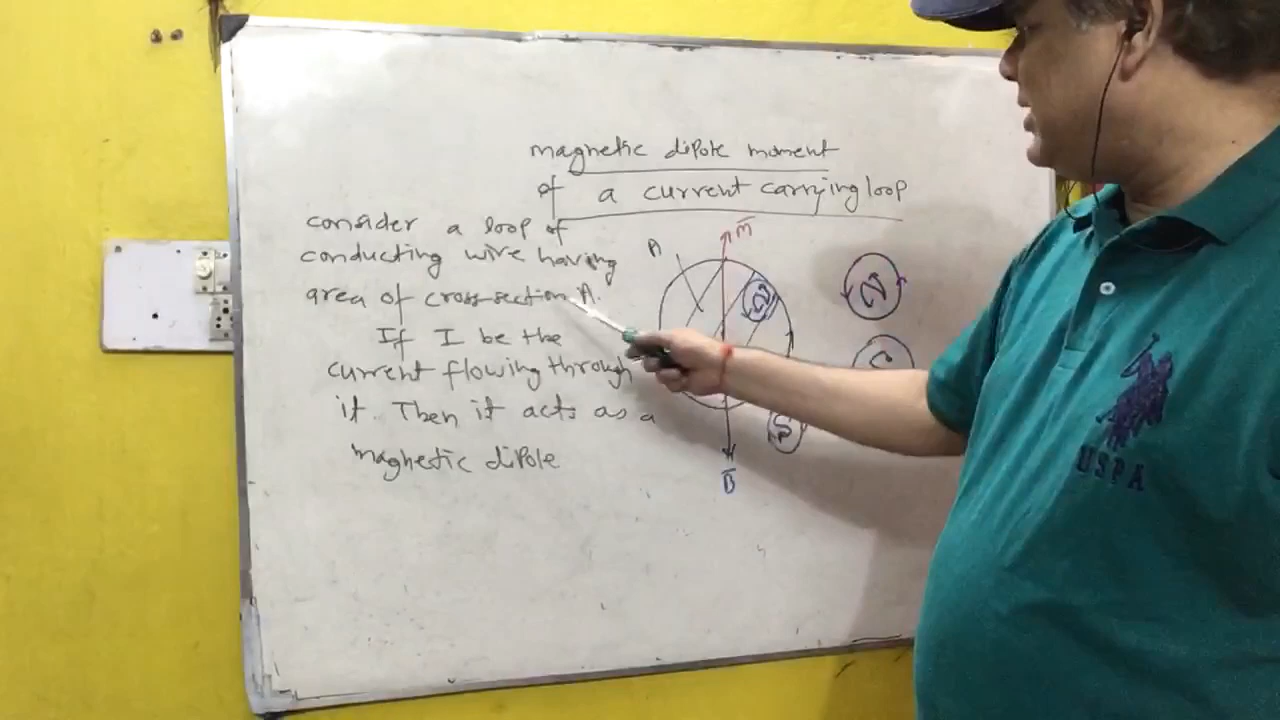 magnetic dipole moment
of a current carrying loop
consider a loop of
conducting wire having
area of cross-section A.
If I be the
current flowing through
it. Then it acts as a
magnetic dipole
A
M
N
N
S
S
B
USPA